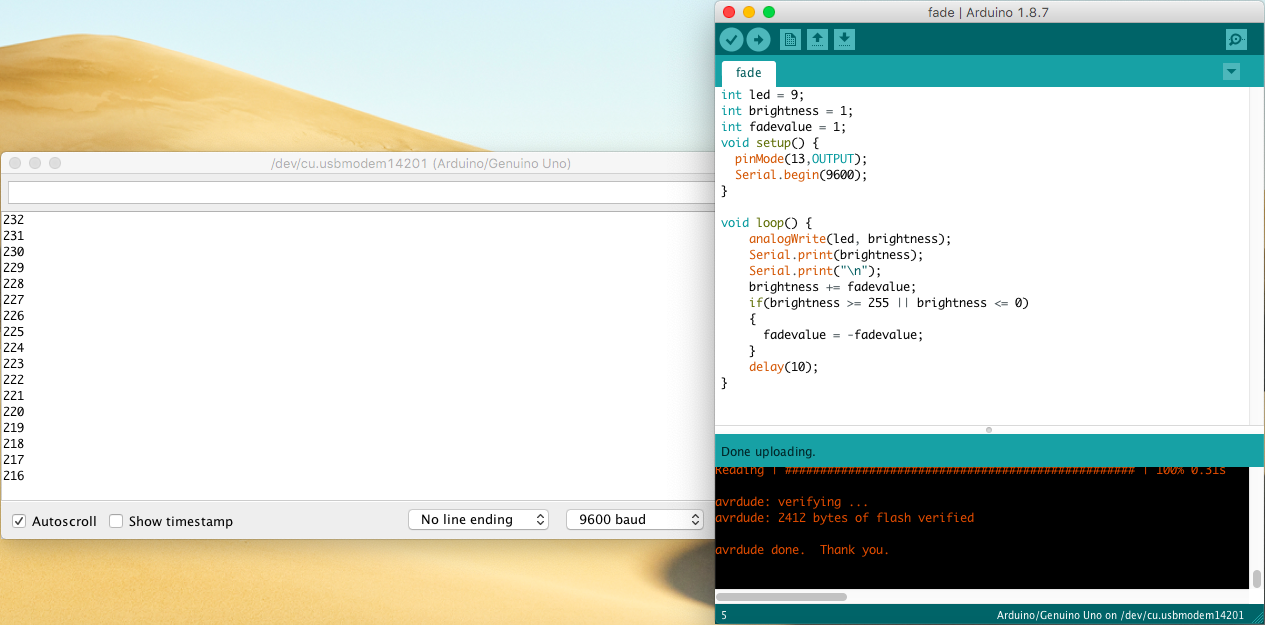 /dev/cu.usbmodem14201 (Arduino/Genuino Uno)
232
231
230
229
228
227
226
225
224
223
222
221
220
219
218
217
216
Autoscroll
Show timestamp
No line ending
9600 baud
fade | Arduino 1.8.7
fade
int led = 9;
int brightness = 1;
int fadevalue = 1;
void setup() {
  pinMode(13,OUTPUT);
  Serial.begin(9600);
}
void loop() {
    analogWrite(led, brightness);
    Serial.print(brightness);
    Serial.print("\n");
    brightness += fadevalue;
    if(brightness >= 255 || brightness <= 0)
    {
      fadevalue = -fadevalue;
    }
    delay(10);
}
Done uploading.
Reading | ################################################## | 100% 0.31s
avrdude: verifying ...
avrdude: 2412 bytes of flash verified
avrdude done.  Thank you.
5
Arduino/Genuino Uno on /dev/cu.usbmodem14201